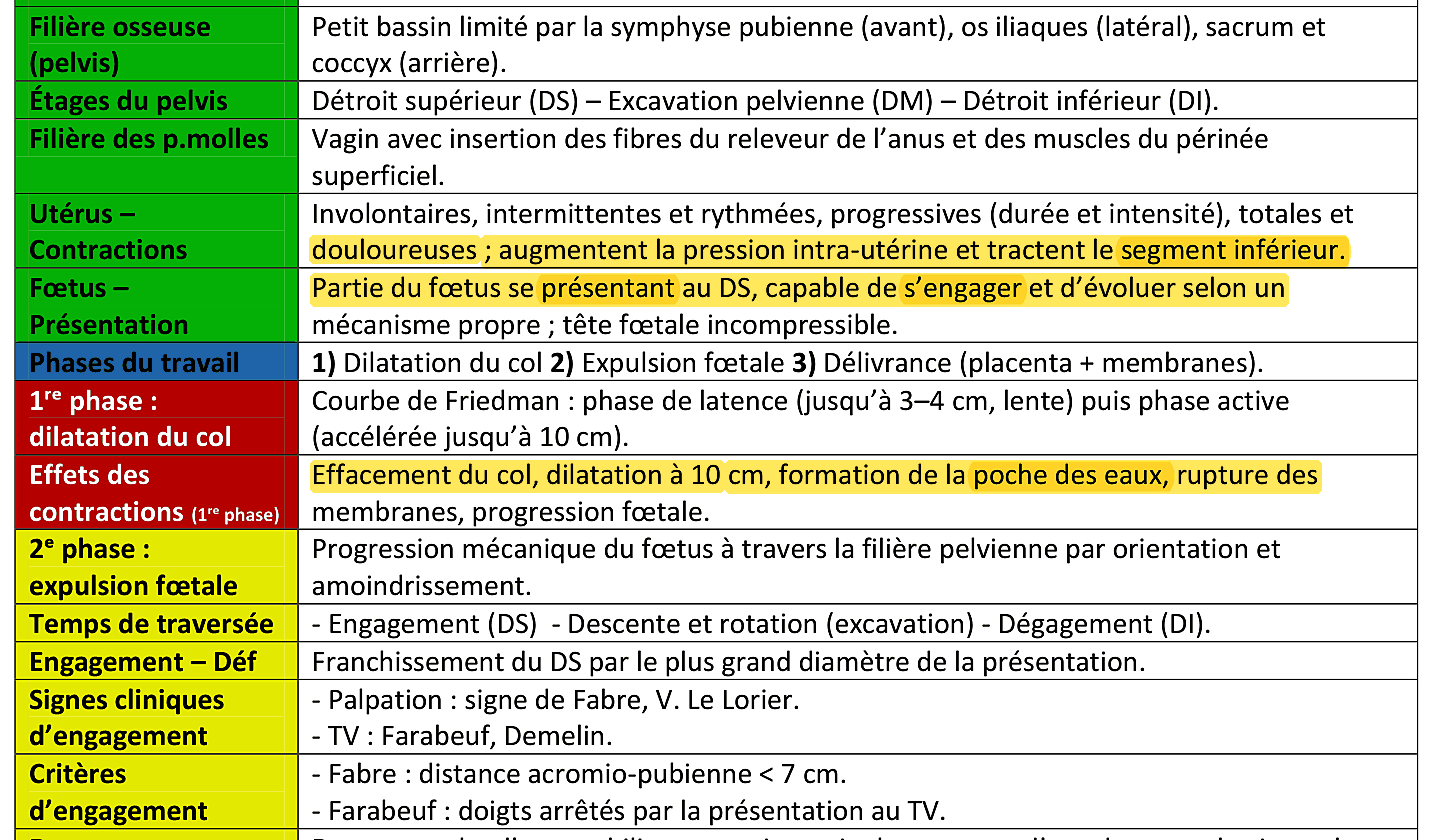 Filière osseuse
(pelvis)
Petit bassin limité par la symphyse pubienne (avant), os iliaques (latéral), sacrum et
coccyx (arrière).
Étages du pelvis
Détroit supérieur (DS) – Excavation pelvienne (DM) – Détroit inférieur (DI).
Filière des p.molles
Vagin avec insertion des fibres du releveur de l’anus et des muscles du périnée
superficiel.
Utérus –
Contractions
Involontaires, intermittentes et rythmées, progressives (durée et intensité), totales et
douloureuses ; augmentent la pression intra-utérine et tractent le segment inférieur.
Fœtus –
Présentation
Partie du fœtus se présentant au DS, capable de s’engager et d’évoluer selon un
mécanisme propre ; tête fœtale incompressible.
Phases du travail
1) Dilatation du col 2) Expulsion fœtale 3) Délivrance (placenta + membranes).
1re phase :
dilatation du col
Courbe de Friedman : phase de latence (jusqu’à 3–4 cm, lente) puis phase active
(accélérée jusqu’à 10 cm).
Effets des
contractions (1re phase)
Effacement du col, dilatation à 10 cm, formation de la poche des eaux, rupture des
membranes, progression fœtale.
2e phase :
expulsion fœtale
Progression mécanique du fœtus à travers la filière pelvienne par orientation et
amoindrissement.
Temps de traversée
- Engagement (DS) - Descente et rotation (excavation) - Dégagement (DI).
Engagement – Déf
Franchissement du DS par le plus grand diamètre de la présentation.
Signes cliniques
d’engagement
- Palpation : signe de Fabre, V. Le Lorier.
- TV : Farabeuf, Demelin.
Critères
d’engagement
- Fabre : distance acromio-pubienne < 7 cm.
- Farabeuf : doigts arrêtés par la présentation au TV.